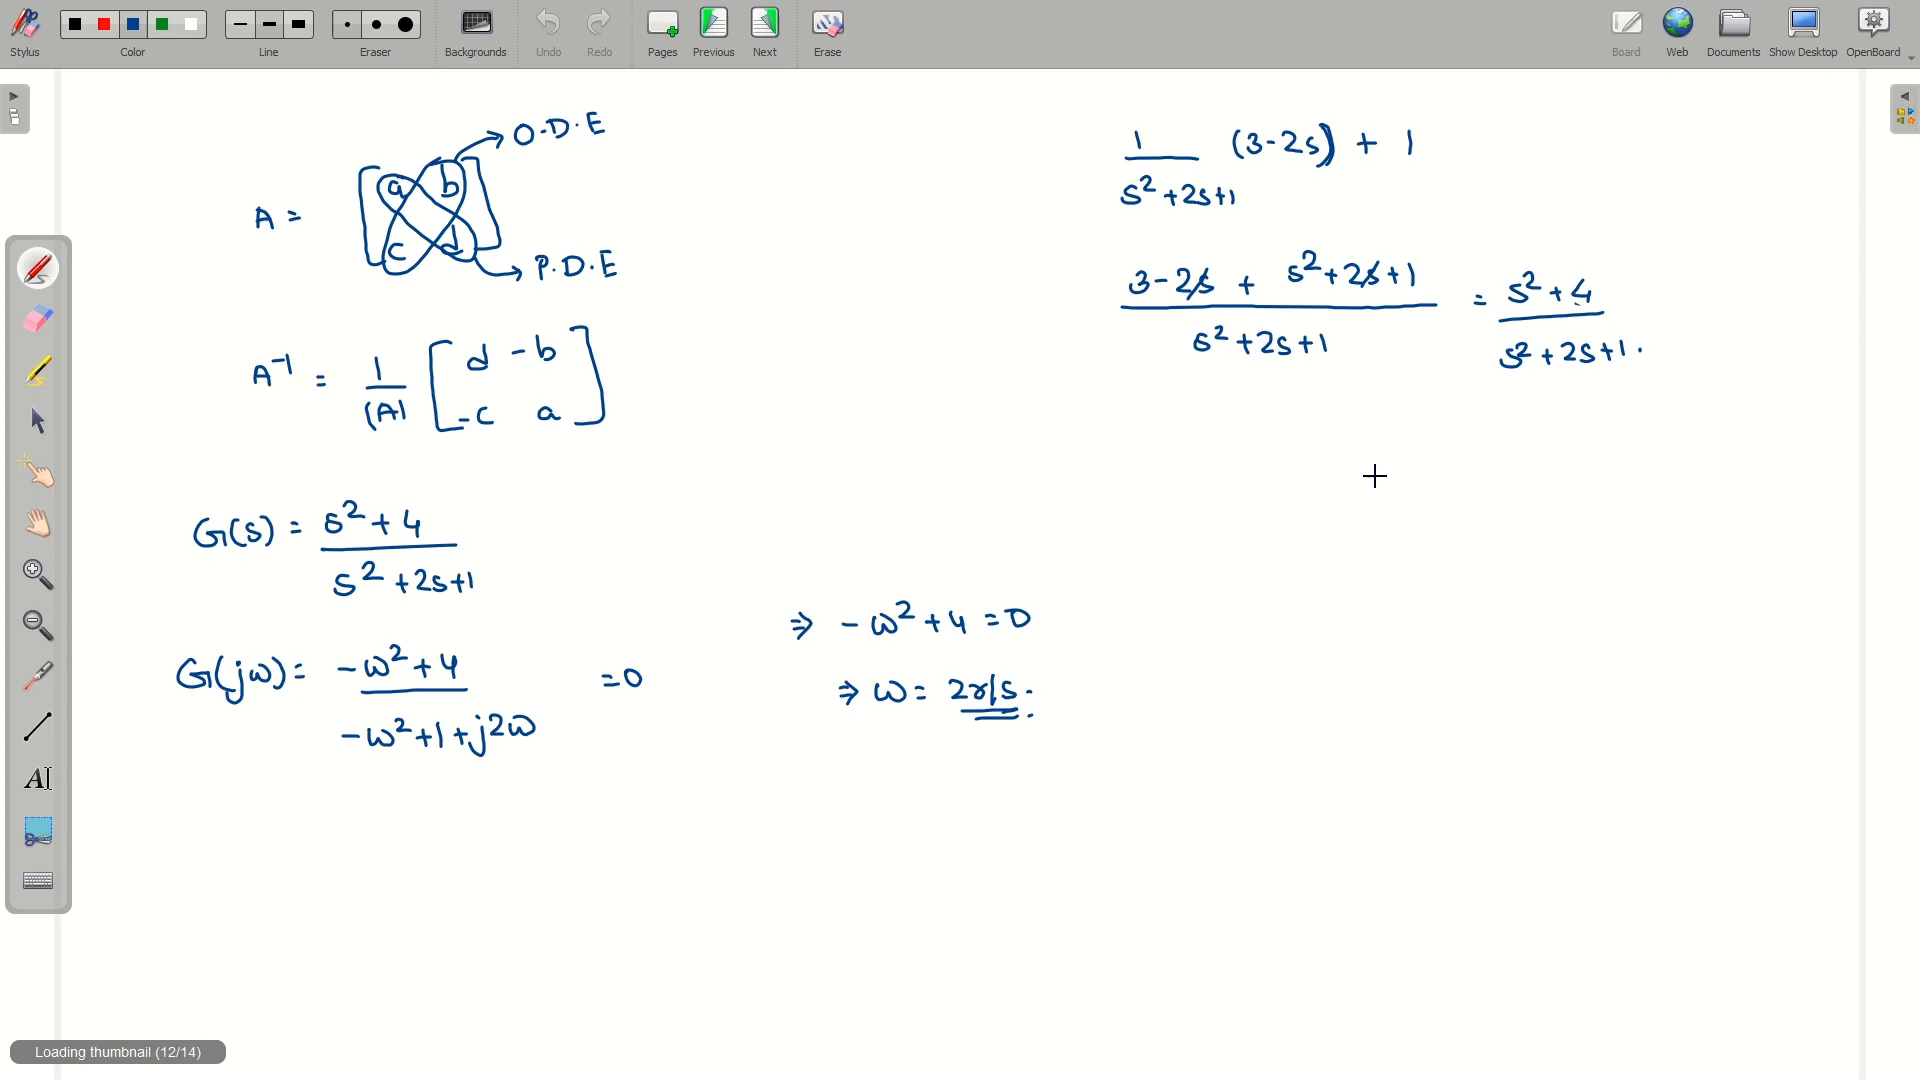 Stylus Color Line Eraser Backgrounds Undo Redo Pages Previous Next Erase Board Web Documents Show Desktop OpenBoard
O.D.E
A = [ a b
c d ]
P.D.E
A⁻¹ = 1/|A| [ d -b
-c a ]
G(s) = s²+4
s²+2s+1
G(jω) = -ω²+4 =0
-ω²+1+j2ω
⇒ -ω²+4 =0
⇒ ω = 2r/s.
1 (3-2s) + 1
s²+2s+1
3-2s + s²+2s+1 = s²+4
s²+2s+1 s²+2s+1.
Loading thumbnail (12/14)